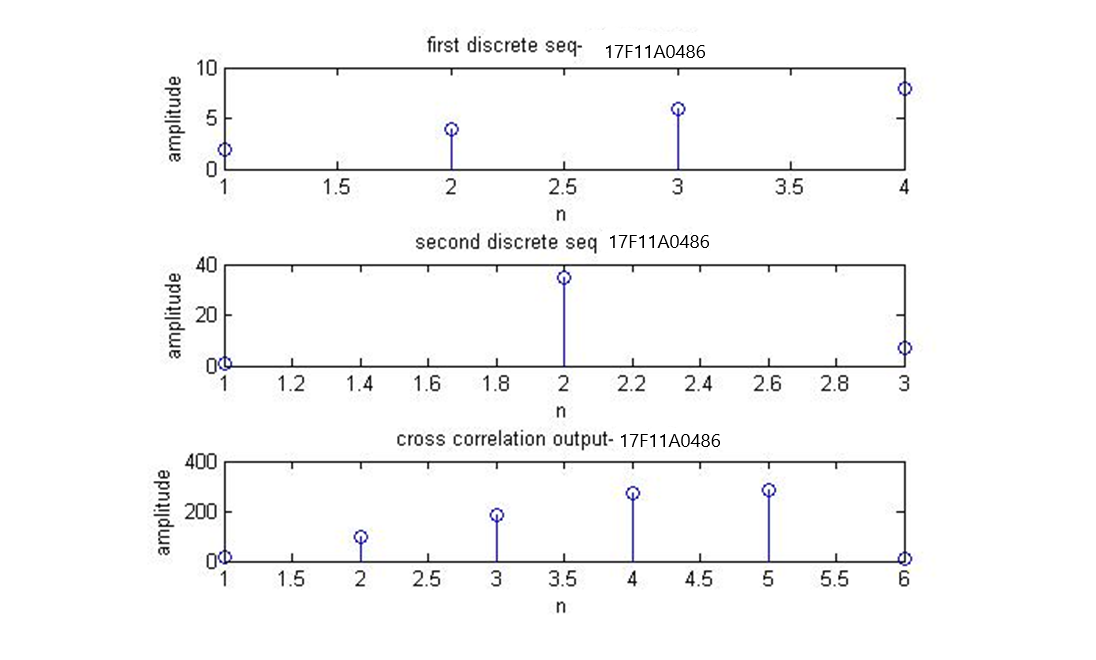 first discrete seq- 17F11A0486
10
5
0
amplitude
1 1.5 2 2.5 3 3.5 4
n
second discrete seq 17F11A0486
40
20
0
amplitude
1 1.2 1.4 1.6 1.8 2 2.2 2.4 2.6 2.8 3
n
cross correlation output- 17F11A0486
400
200
0
amplitude
1 1.5 2 2.5 3 3.5 4 4.5 5 5.5 6
n